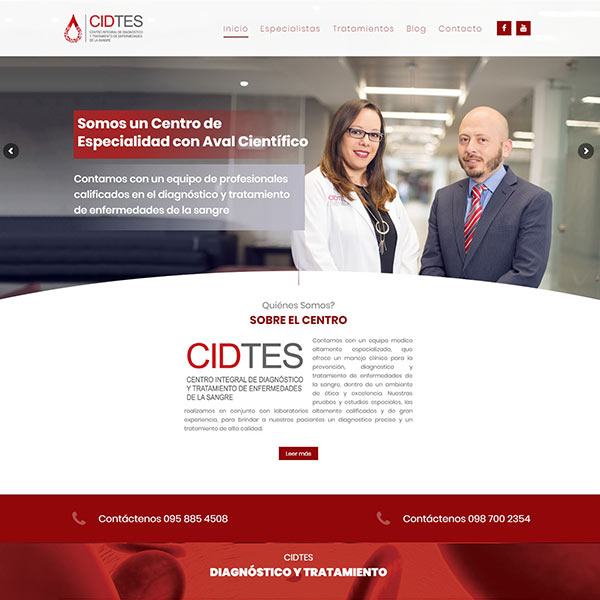 CIDTES
CENTRO INTEGRAL DE DIAGNÓSTICO
Y TRATAMIENTO DE ENFERMEDADES
DE LA SANGRE
Inicio Especialistas Tratamientos Blog Contacto
Somos un Centro de
Especialidad con Aval Científico
Contamos con un equipo de profesionales
calificados en el diagnóstico y tratamiento
de enfermedades de la sangre
Quiénes Somos?
SOBRE EL CENTRO
CIDTES
CENTRO INTEGRAL DE DIAGNÓSTICO
Y TRATAMIENTO DE ENFERMEDADES
DE LA SANGRE
Contamos con un equipo medico
altamente especializado, que
ofrece un manejo clínico para la
prevención, diagnostico y
tratamiento de enfermedades de
la sangre, dentro de un ambiente
de ética y excelencia. Nuestras
pruebas y estudios especiales, las
realizamos en conjunto con laboratorios altamente calificados y de gran
experiencia, para brindar a nuestros pacientes un diagnostico preciso y un
tratamiento de alta calidad.
Leer más
Contáctenos 095 885 4508
Contáctenos 098 700 2354
CIDTES
DIAGNÓSTICO Y TRATAMIENTO